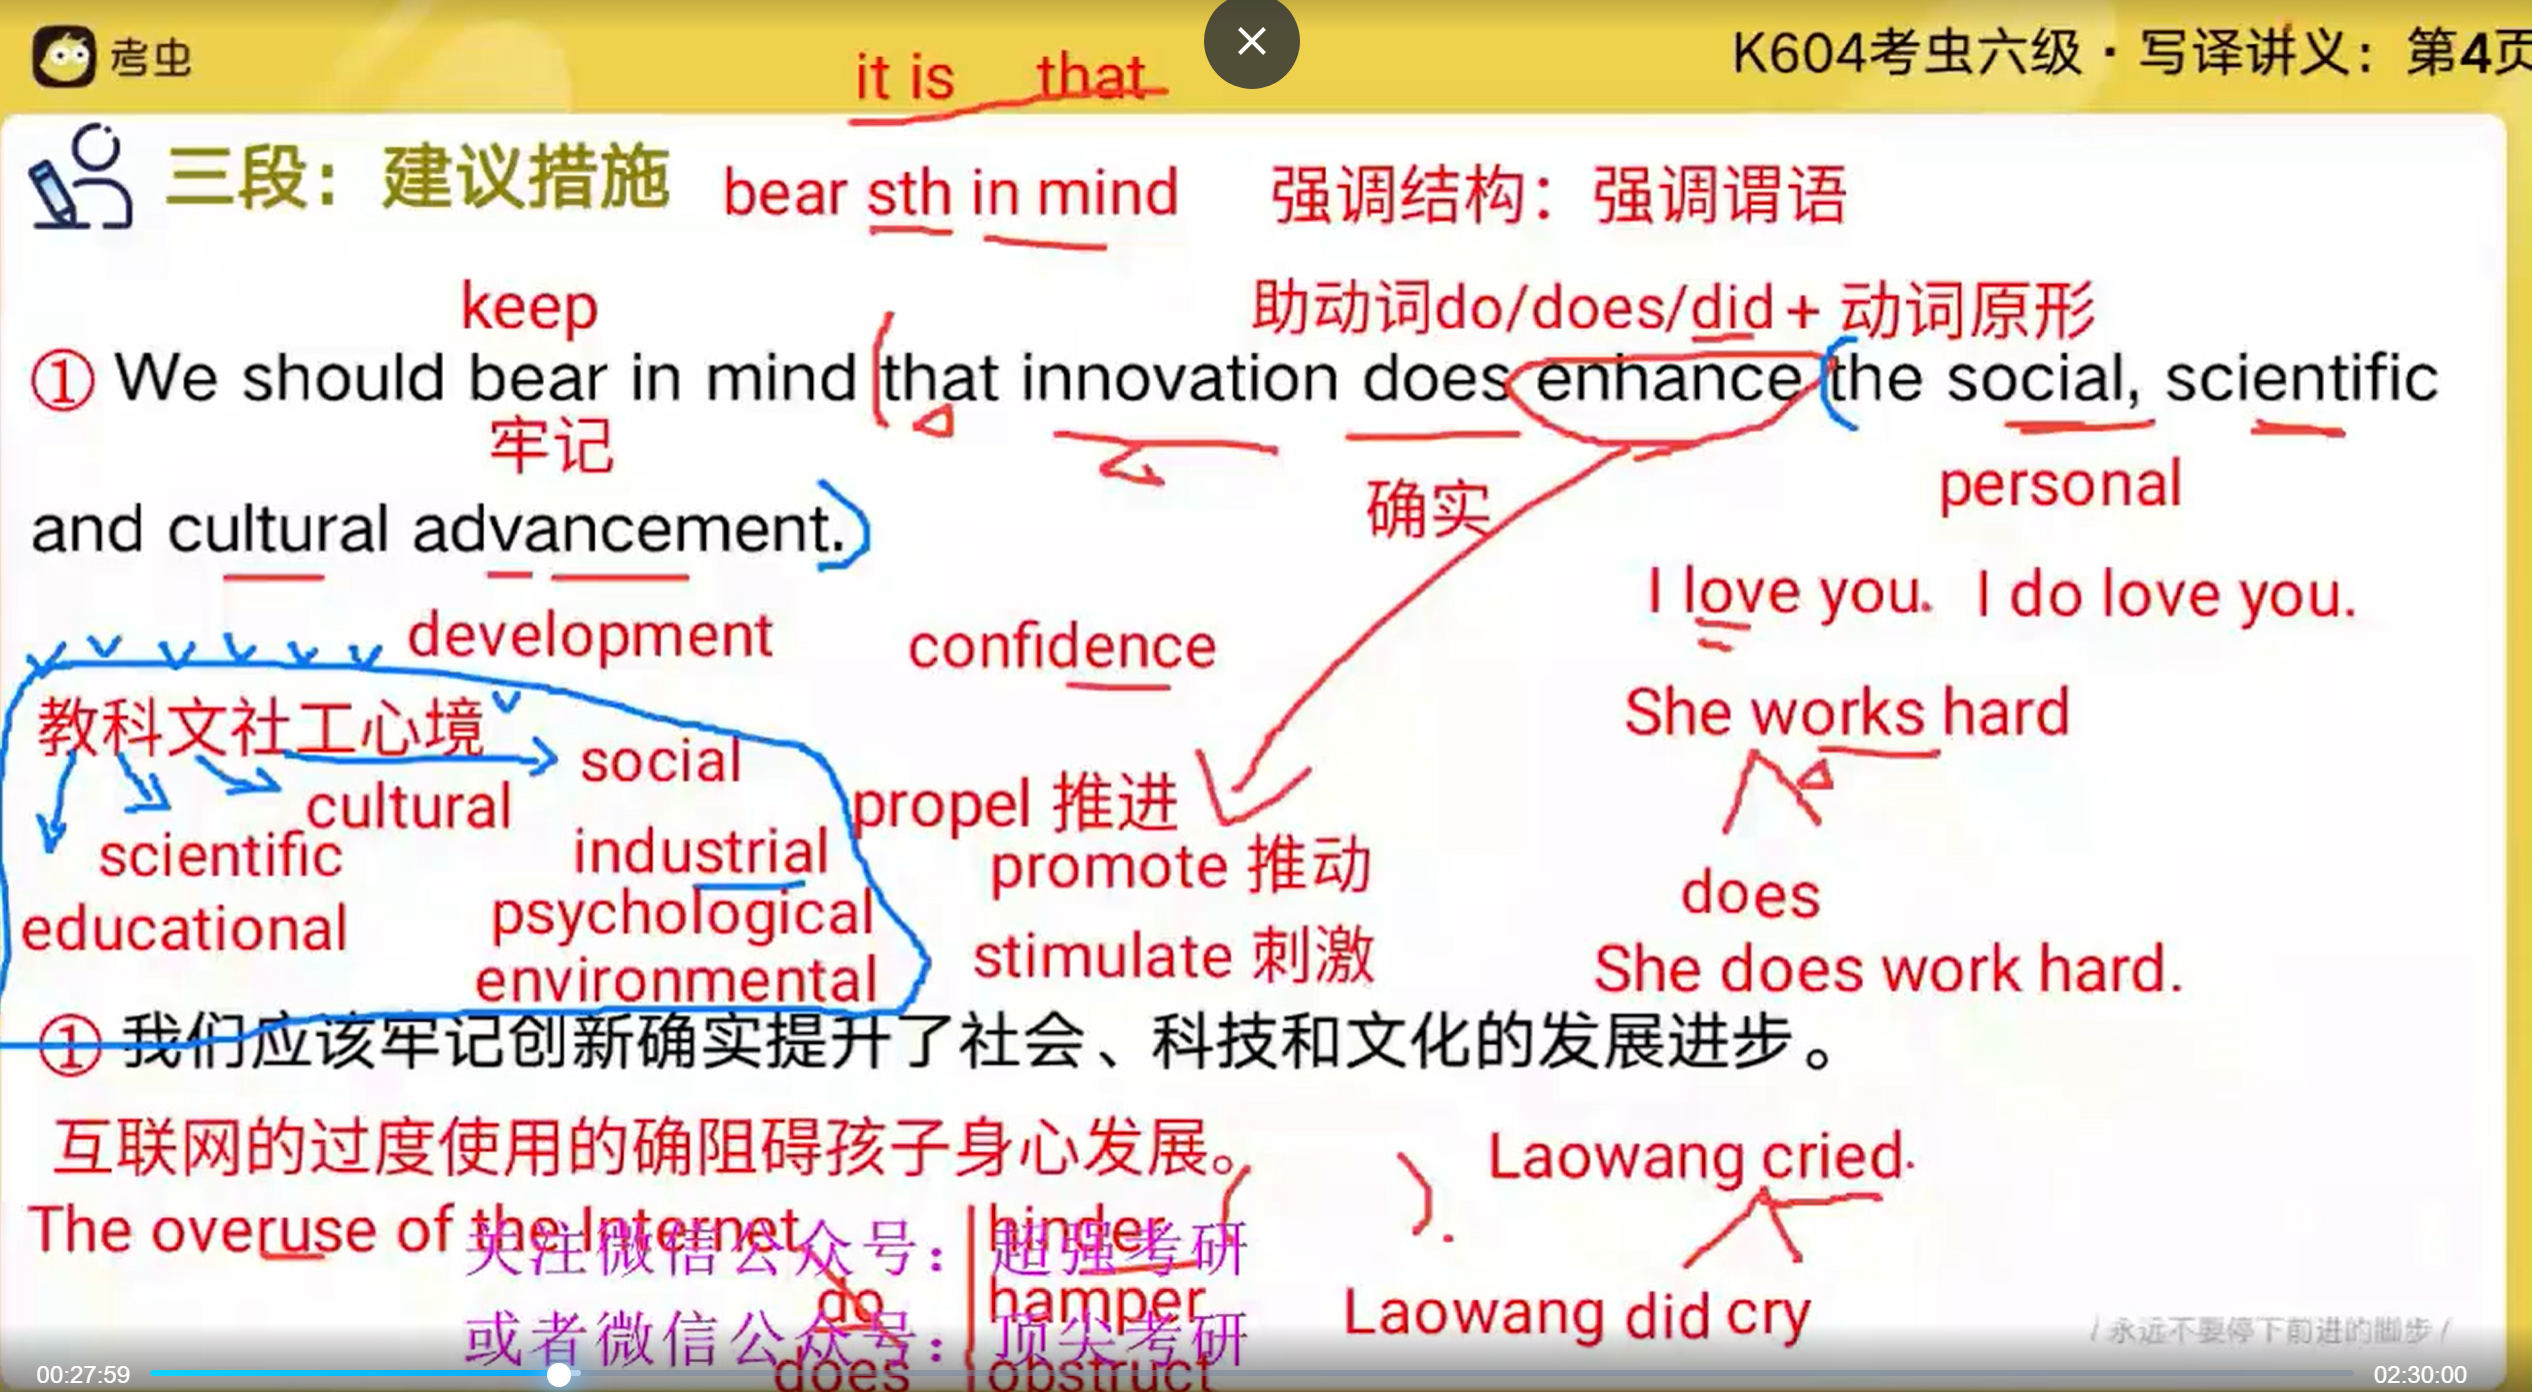 考虫
K604考虫六级·写译讲义：第4页
it is that
三段：建议措施
bear sth in mind
强调结构：强调谓语
keep
助动词do/does/did + 动词原形
① We should bear in mind that innovation does enhance the social, scientific
牢记
确实
personal
and cultural advancement.
I love you. I do love you.
development
confidence
She works hard
教科文社工心境
social
cultural
propel 推进
scientific
industrial
promote 推动
educational
psychological
does
stimulate 刺激
environmental
She does work hard.
① 我们应该牢记创新确实提升了社会、科技和文化的发展进步。
互联网的过度使用的确阻碍孩子身心发展。
Laowang cried.
The overuse of the Internet
hinder
关注微信公众号：超强考研
do
hamper
Laowang did cry
或者微信公众号：顶尖考研
/ 永远不要停下前进的脚步 /
does
obstruct
00:27:59
02:30:00